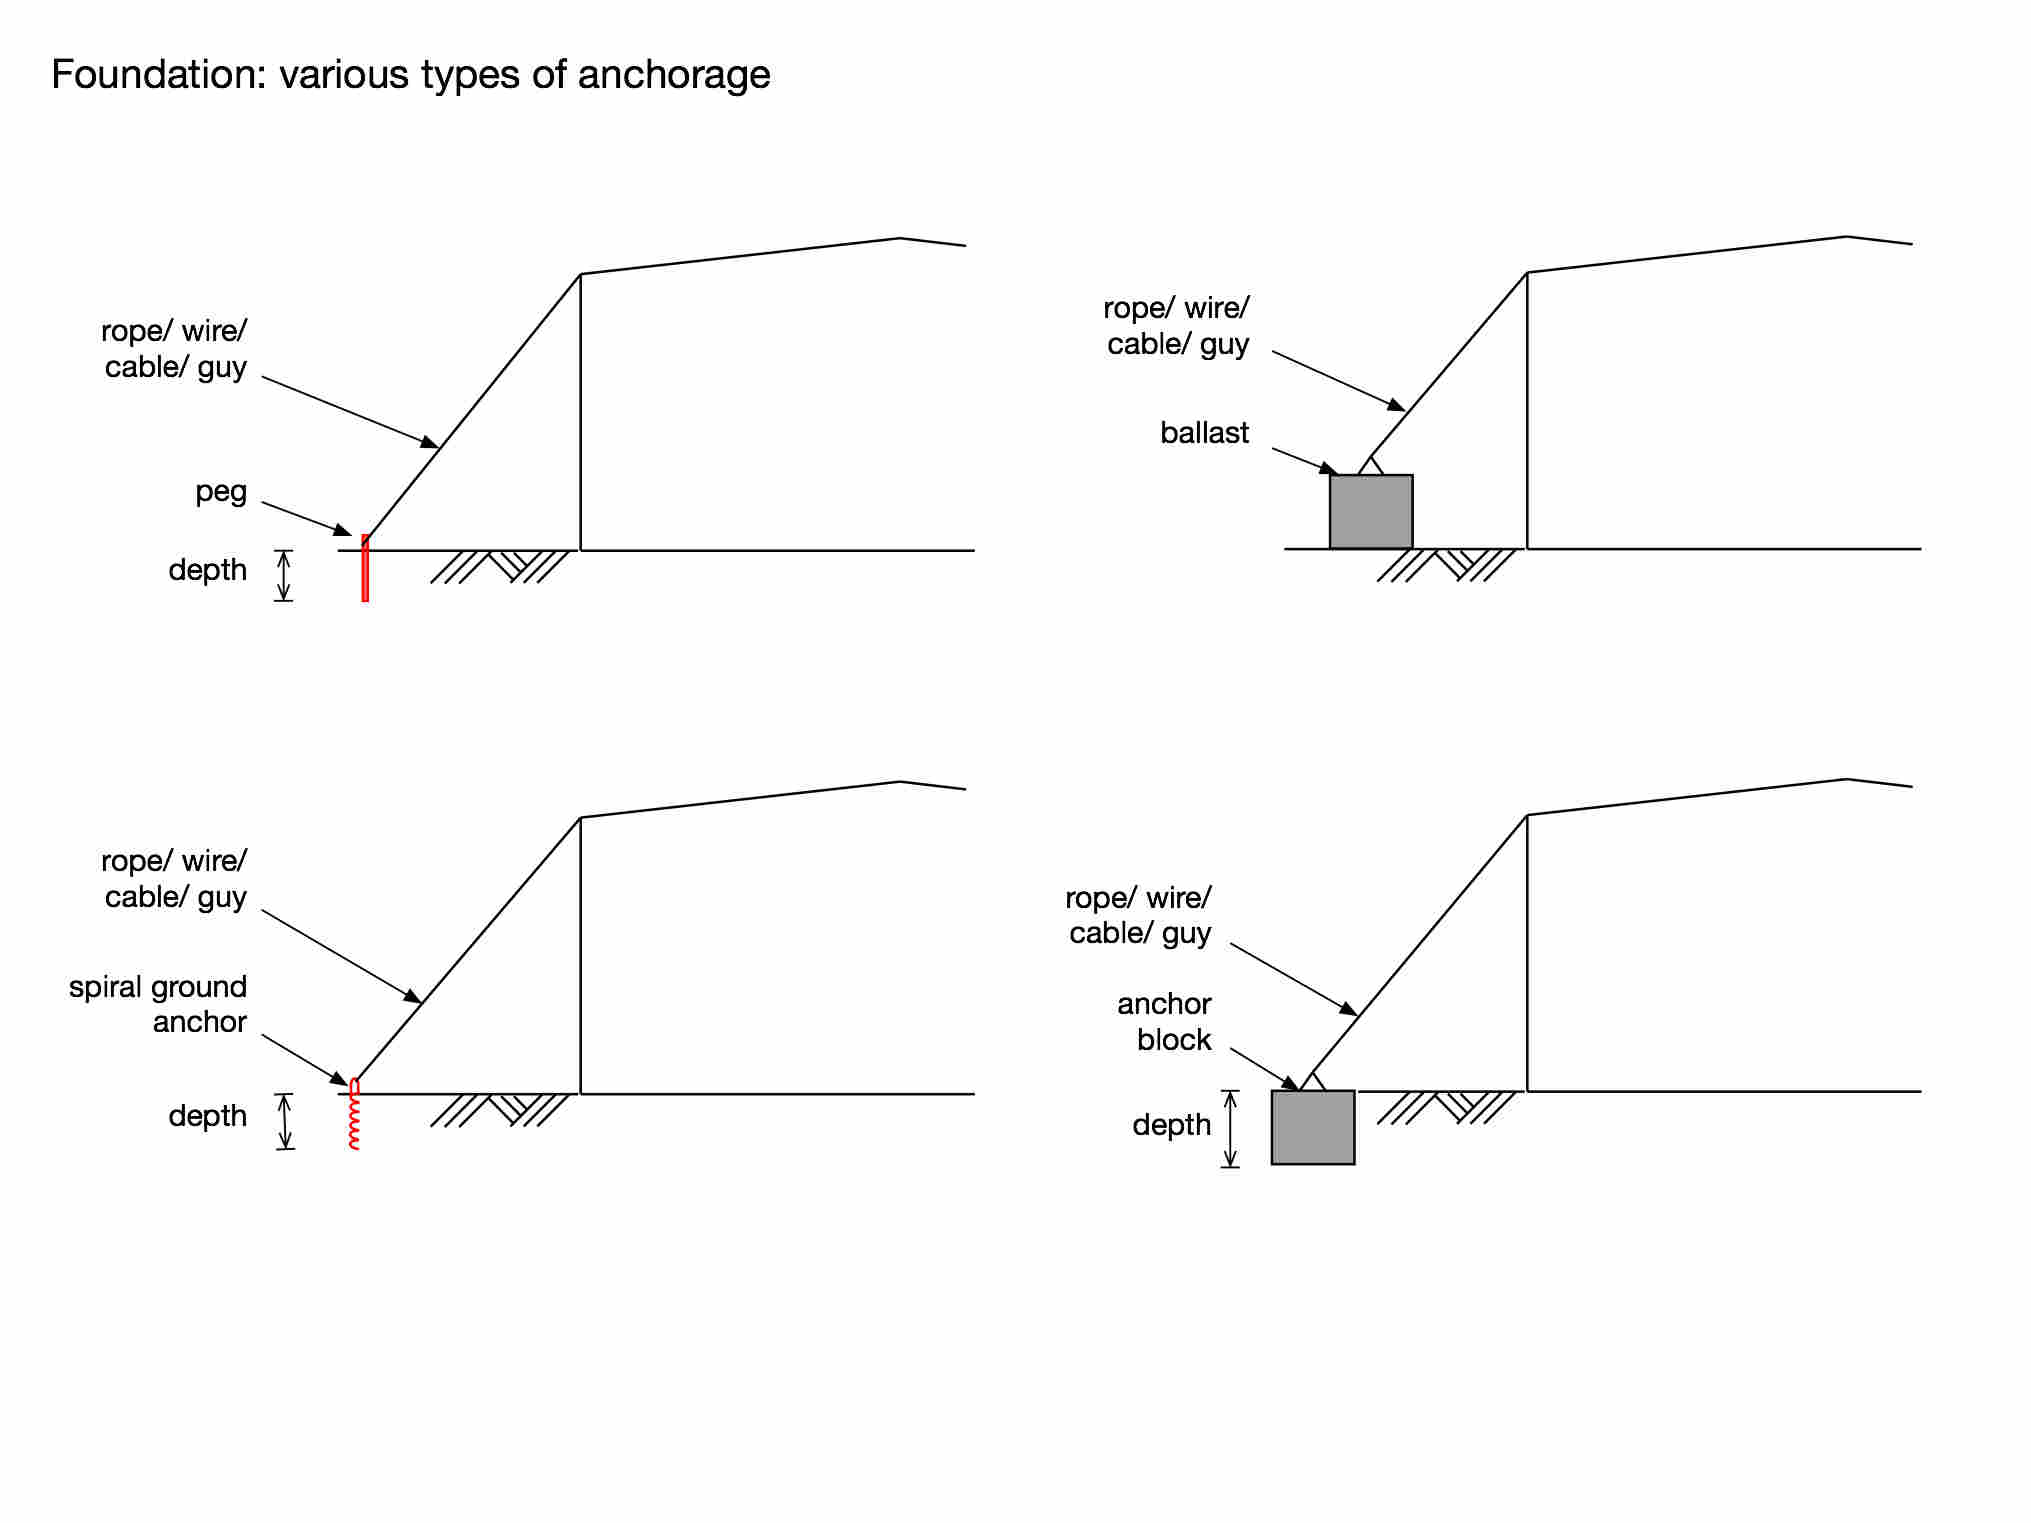 Foundation: various types of anchorage
rope/ wire/
cable/ guy
peg
depth
rope/ wire/
cable/ guy
ballast
rope/ wire/
cable/ guy
spiral ground
anchor
depth
rope/ wire/
cable/ guy
anchor
block
depth